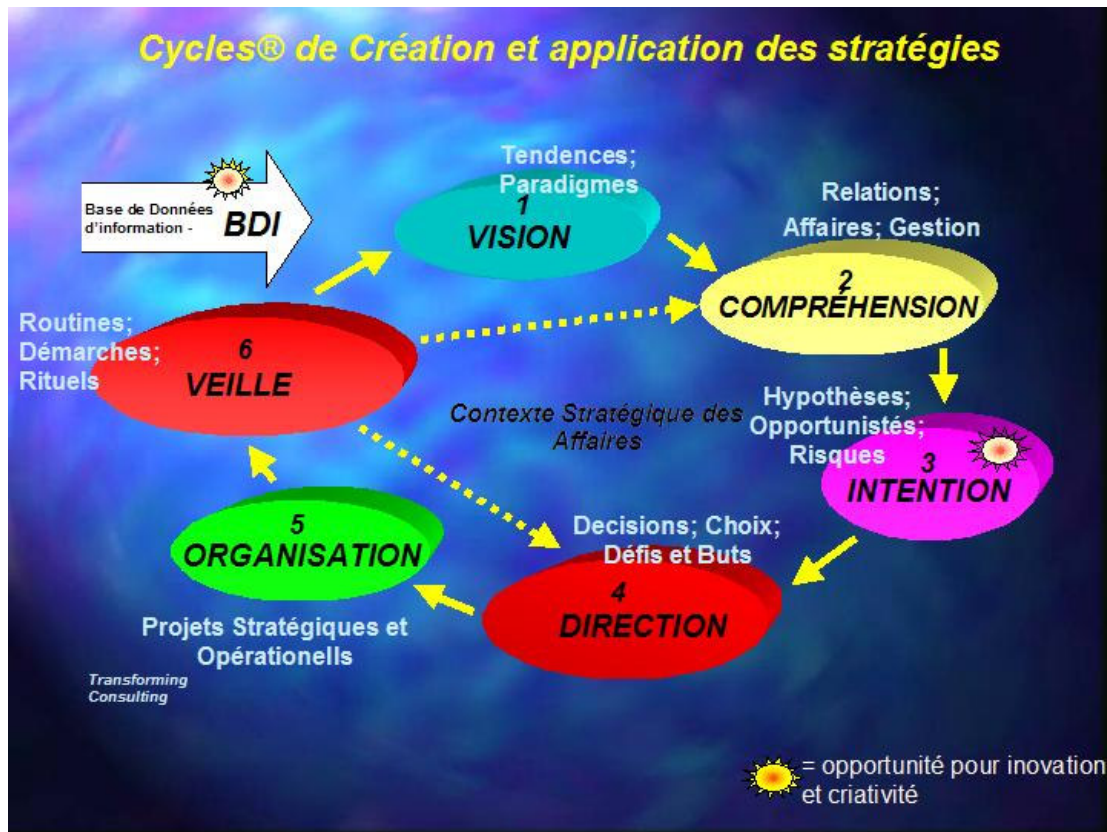 Cycles® de Création et application des stratégies
Base de Données
d'information -
BDI
Tendences;
Paradigmes
1
VISION
Relations;
Affaires; Gestion
2
COMPRÉHENSION
Routines;
Démarches;
Rituels
6
VEILLE
Contexte Stratégique des
Affaires
Hypothèses;
Opportunistés;
Risques
3
INTENTION
5
ORGANISATION
Decisions; Choix;
Défis et Buts
4
DIRECTION
Projets Stratégiques et
Opérationells
Transforming
Consulting
= opportunité pour inovation
et criativité